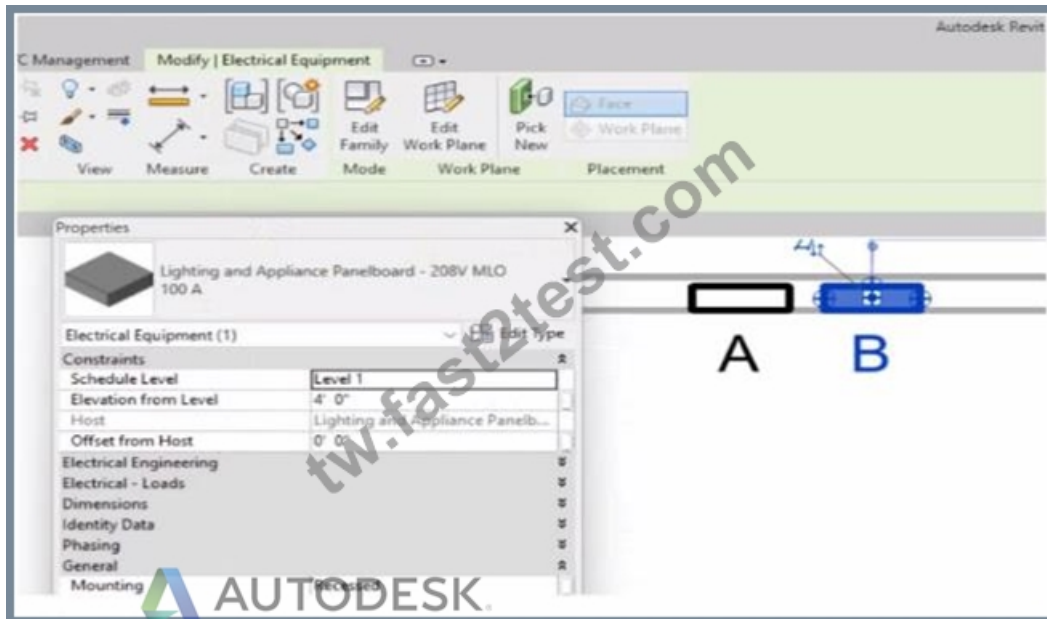 Autodesk Revit
C Management Modify | Electrical Equipment
Edit Family
Edit Work Plane
Pick New
Face
Work Plane
View Measure Create Mode Work Plane Placement
Properties
Lighting and Appliance Panelboard - 208V MLO
100 A
Electrical Equipment (1) Edit Type
Constraints
Schedule Level Level 1
Elevation from Level 4' 0"
Host Lighting and Appliance Panelb...
Offset from Host 0' 0"
Electrical Engineering
Electrical - Loads
Dimensions
Identity Data
Phasing
General
Mounting Recessed
A B
tw.fast2test.com
AUTODESK.